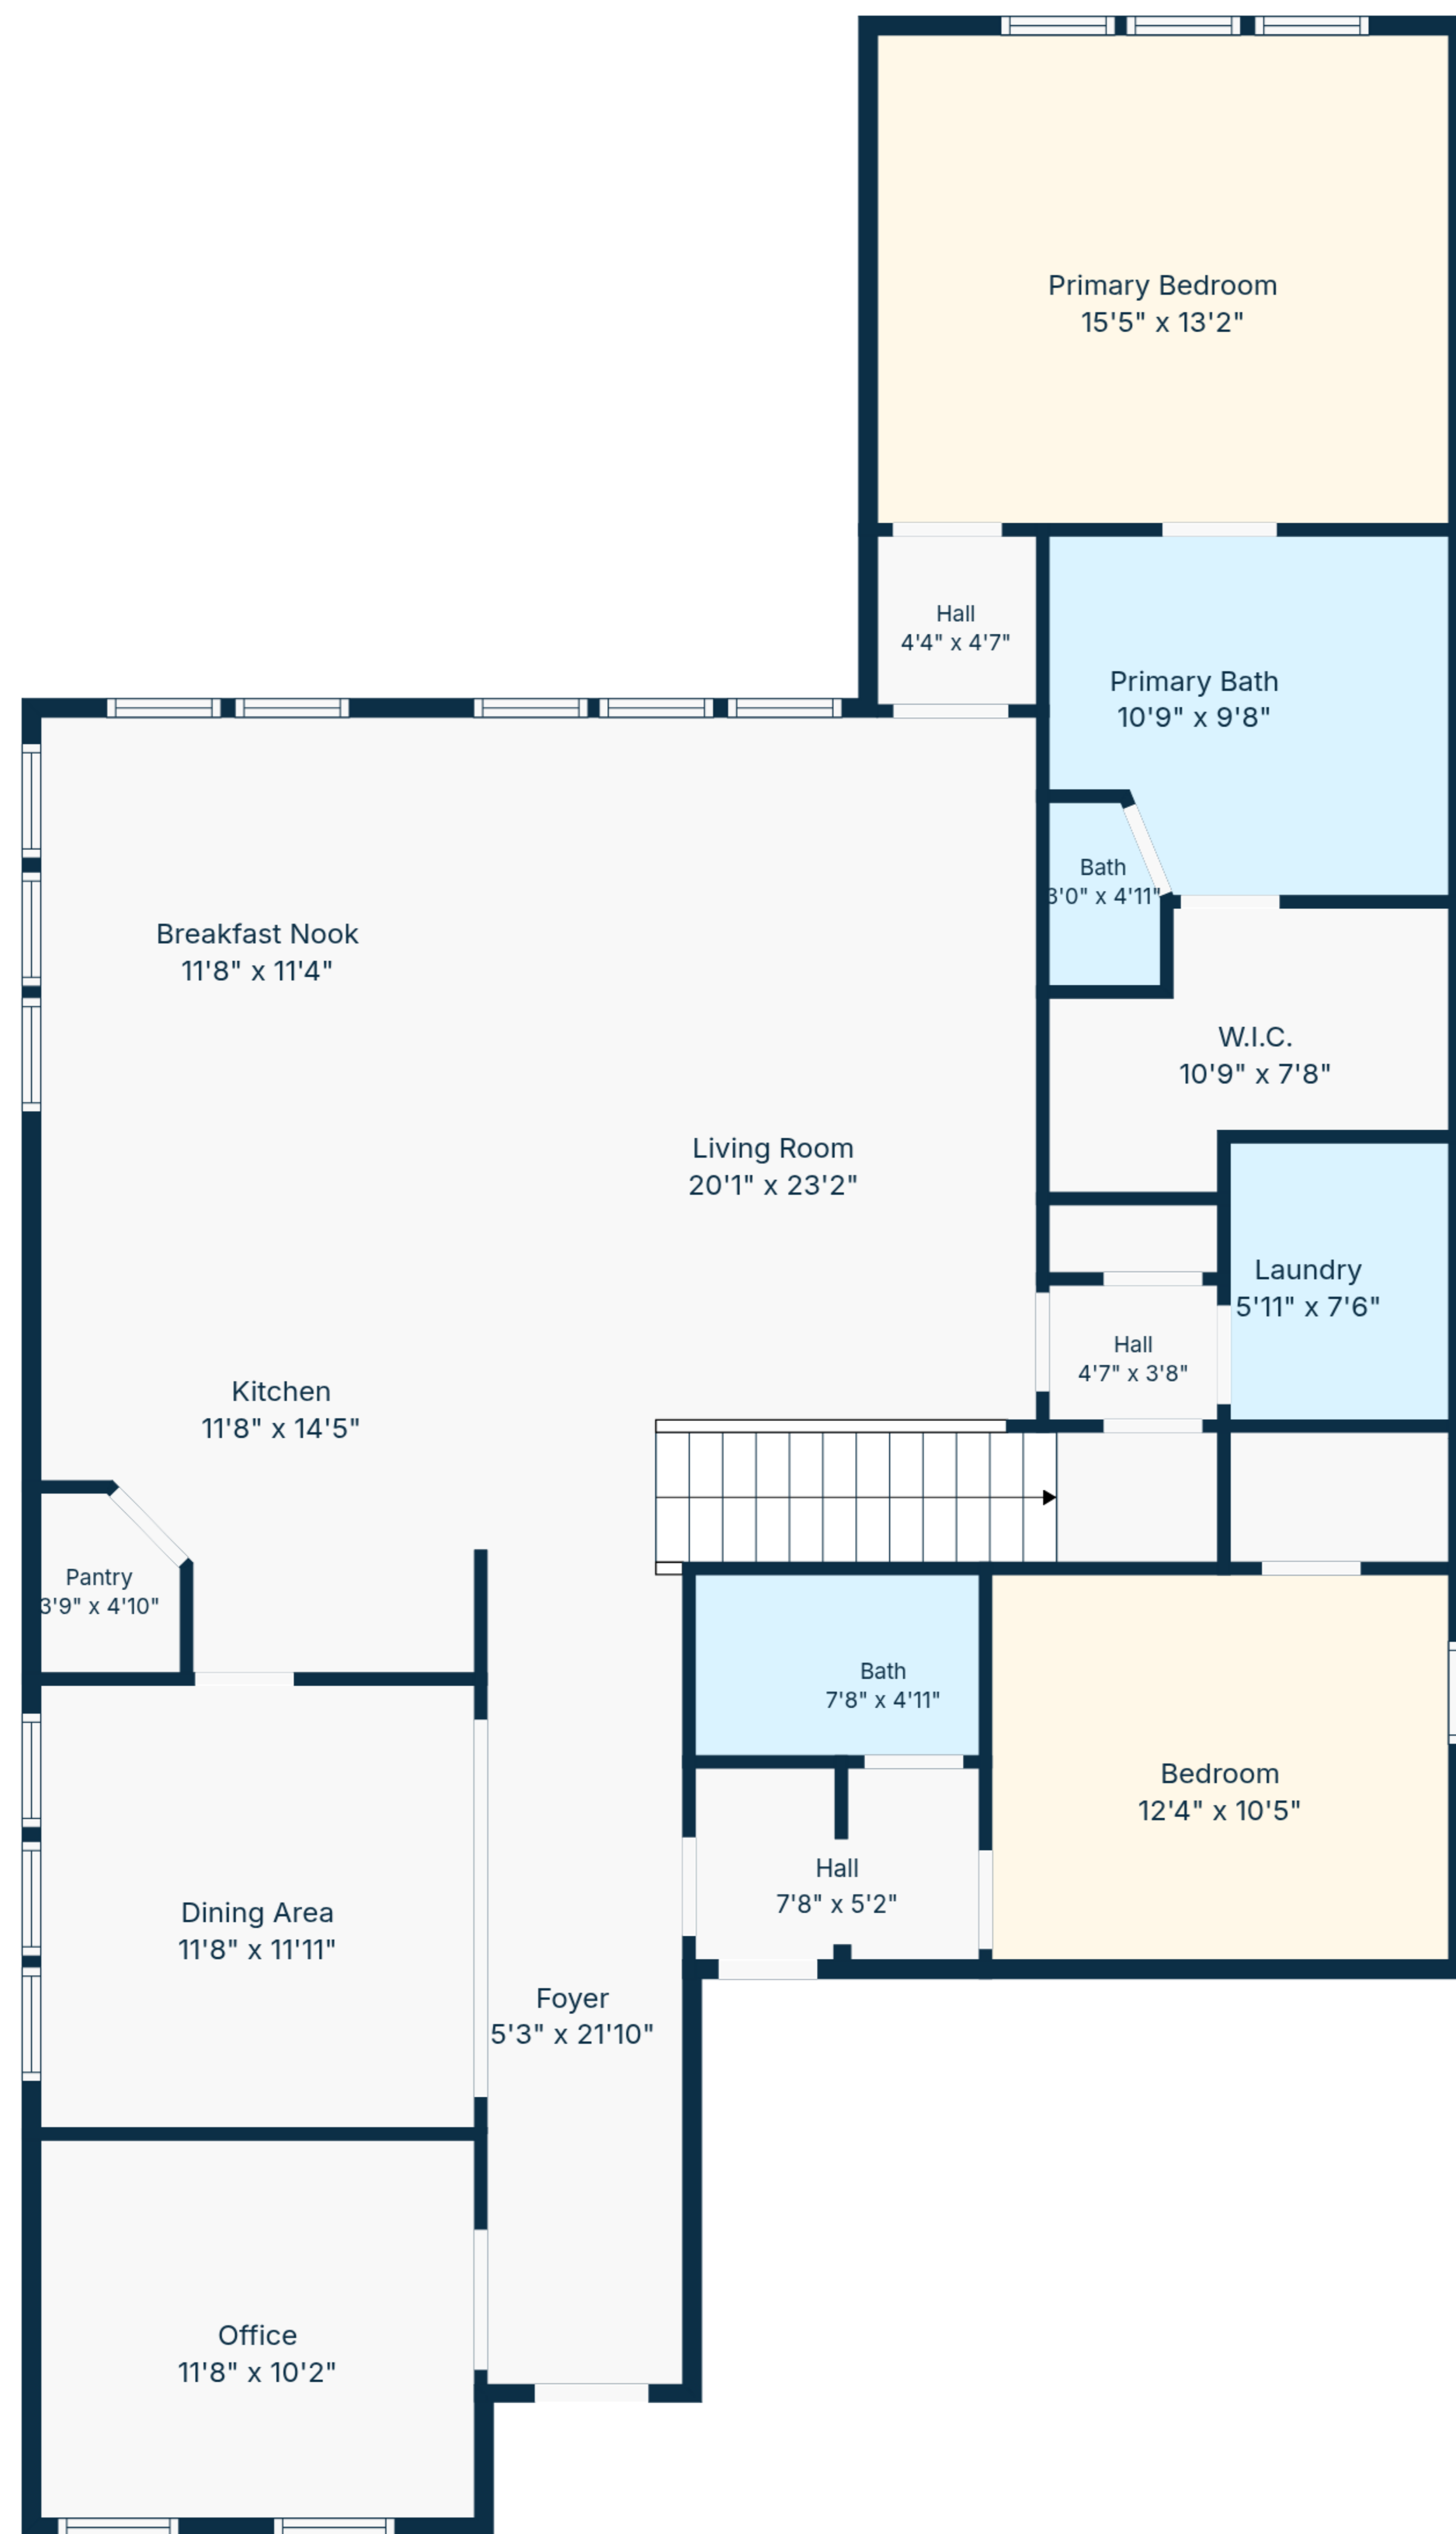 Primary Bedroom
15'5" x 13'2"
Hall
4'4" x 4'7"
Primary Bath
10'9" x 9'8"
Bath
3'0" x 4'11"
Breakfast Nook
11'8" x 11'4"
W.I.C.
10'9" x 7'8"
Living Room
20'1" x 23'2"
Laundry
5'11" x 7'6"
Hall
4'7" x 3'8"
Kitchen
11'8" x 14'5"
Pantry
3'9" x 4'10"
Bath
7'8" x 4'11"
Bedroom
12'4" x 10'5"
Hall
7'8" x 5'2"
Dining Area
11'8" x 11'11"
Foyer
5'3" x 21'10"
Office
11'8" x 10'2"